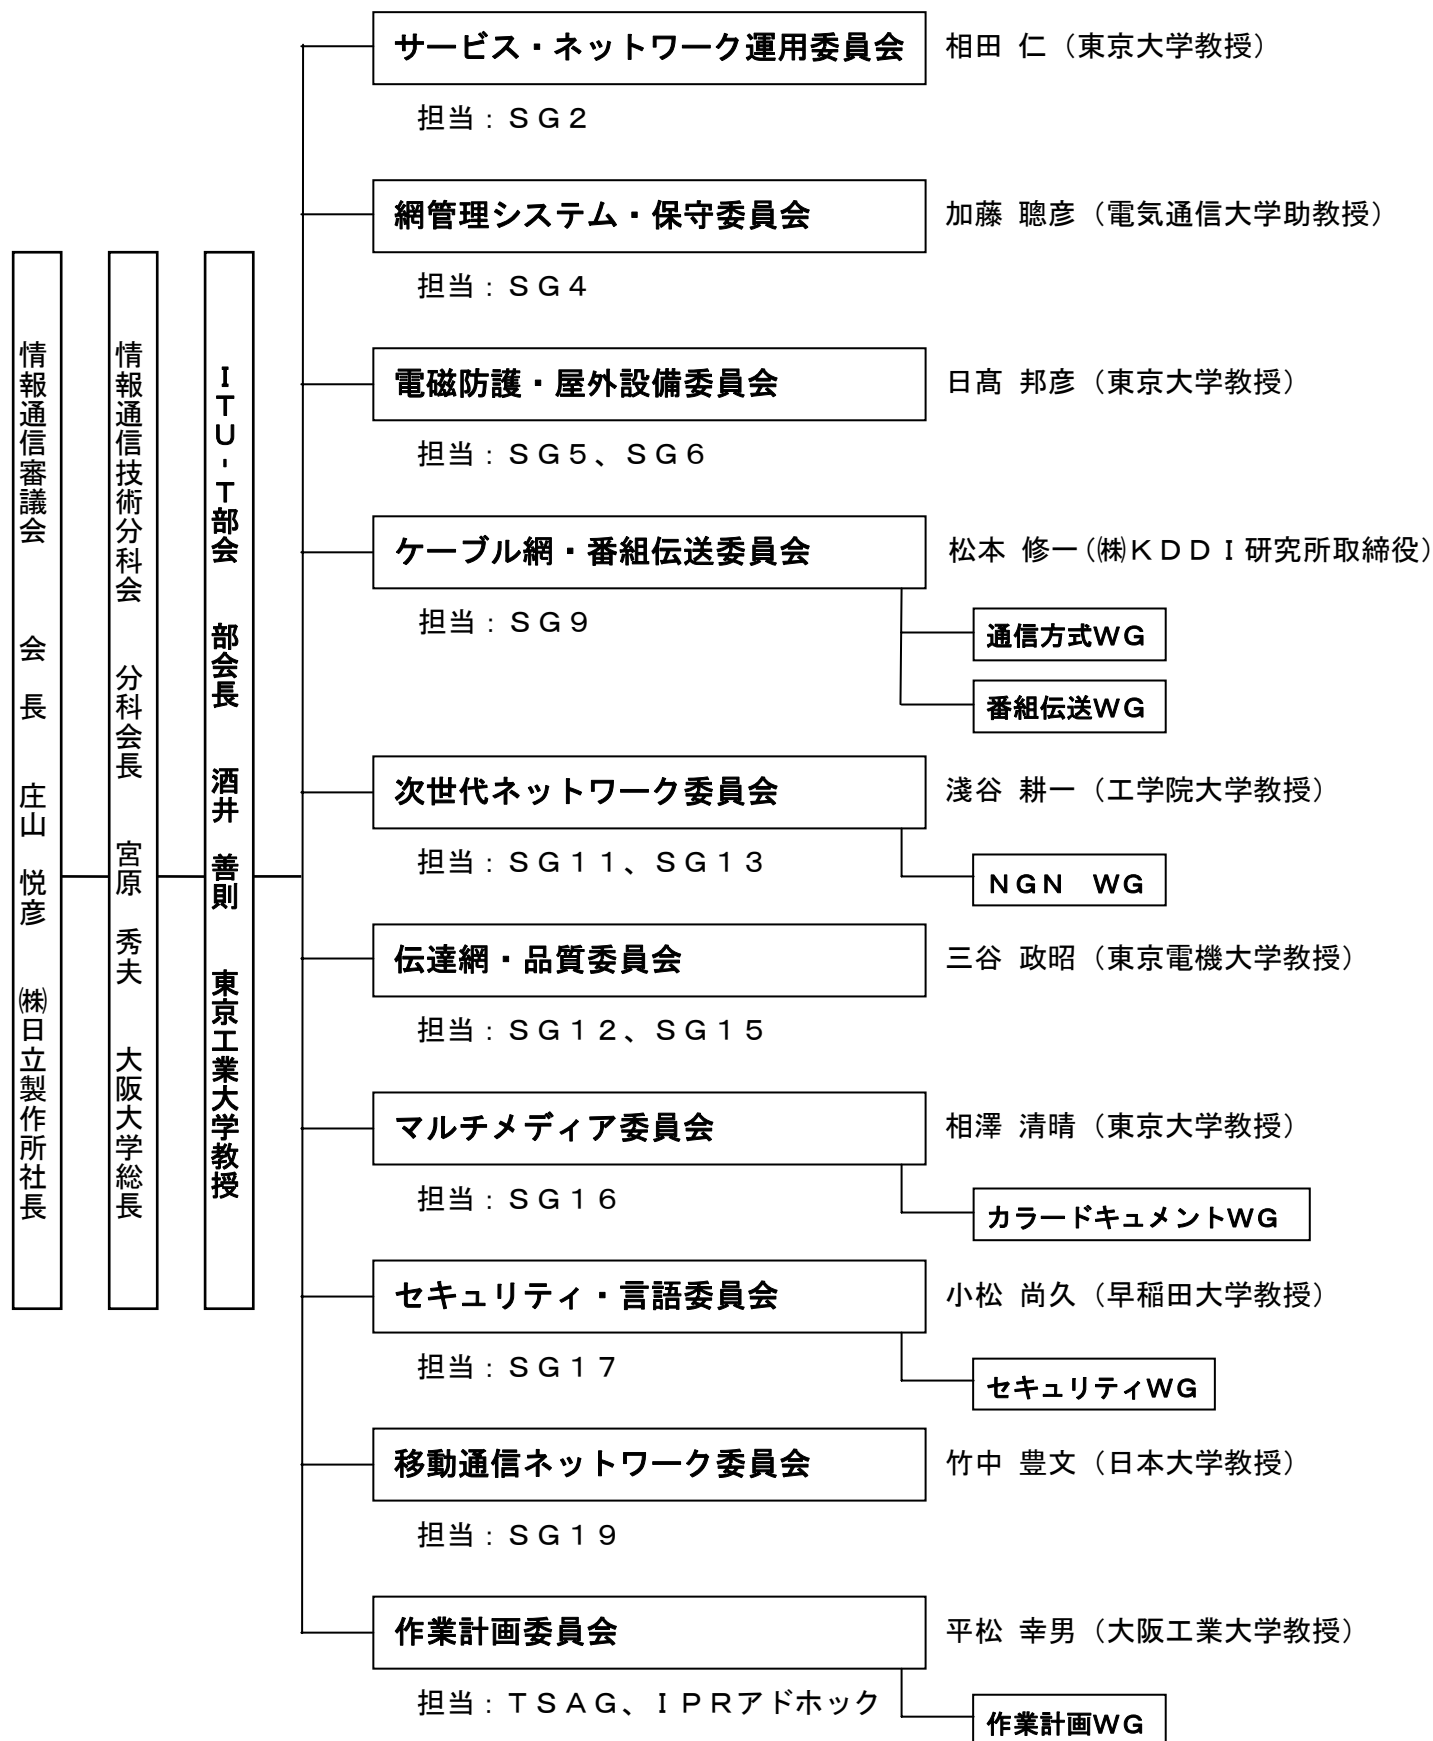 情報通信審議会　会　長　庄山　悦彦　㈱日立製作所社長
情報通信技術分科会　分科会長　宮原　秀夫　大阪大学総長
ＩＴＵ-Ｔ部会　部会長　酒井　善則　東京工業大学教授
サービス・ネットワーク運用委員会　相田 仁（東京大学教授）
担当：ＳＧ２
網管理システム・保守委員会　加藤 聰彦（電気通信大学助教授）
担当：ＳＧ４
電磁防護・屋外設備委員会　日髙 邦彦（東京大学教授）
担当：ＳＧ５、ＳＧ６
ケーブル網・番組伝送委員会　松本 修一（㈱ＫＤＤＩ研究所取締役）
担当：ＳＧ９
通信方式ＷＧ
番組伝送ＷＧ
次世代ネットワーク委員会　淺谷 耕一（工学院大学教授）
担当：ＳＧ１１、ＳＧ１３
ＮＧＮ　ＷＧ
伝達網・品質委員会　三谷 政昭（東京電機大学教授）
担当：ＳＧ１２、ＳＧ１５
マルチメディア委員会　相澤 清晴（東京大学教授）
担当：ＳＧ１６
カラードキュメントＷＧ
セキュリティ・言語委員会　小松 尚久（早稲田大学教授）
担当：ＳＧ１７
セキュリティＷＧ
移動通信ネットワーク委員会　竹中 豊文（日本大学教授）
担当：ＳＧ１９
作業計画委員会　平松 幸男（大阪工業大学教授）
担当：ＴＳＡＧ、ＩＰＲアドホック
作業計画ＷＧ